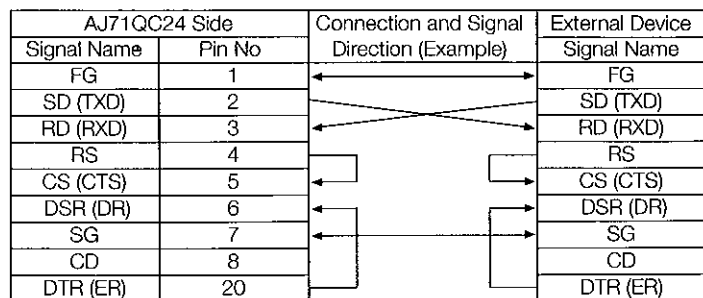 AJ71QC24 Side Connection and Signal External Device
Signal Name Pin No Direction (Example) Signal Name
FG 1 FG
SD (TXD) 2 SD (TXD)
RD (RXD) 3 RD (RXD)
RS 4 RS
CS (CTS) 5 CS (CTS)
DSR (DR) 6 DSR (DR)
SG 7 SG
CD 8 CD
DTR (ER) 20 DTR (ER)